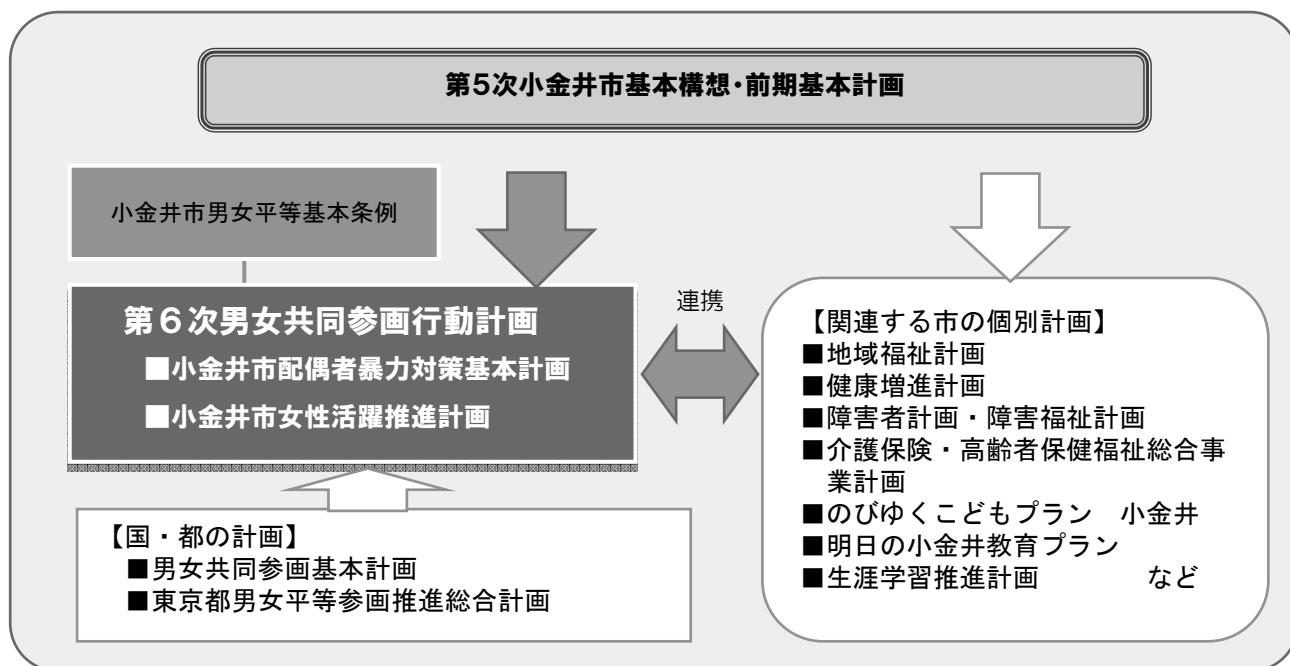 第5次小金井市基本構想・前期基本計画
小金井市男女平等基本条例
第６次男女共同参画行動計画
■小金井市配偶者暴力対策基本計画
■小金井市女性活躍推進計画
連携
【関連する市の個別計画】
■地域福祉計画
■健康増進計画
■障害者計画・障害福祉計画
■介護保険・高齢者保健福祉総合事
業計画
■のびゆくこどもプラン　小金井
■明日の小金井教育プラン
■生涯学習推進計画　　　　など
【国・都の計画】
■男女共同参画基本計画
■東京都男女平等参画推進総合計画